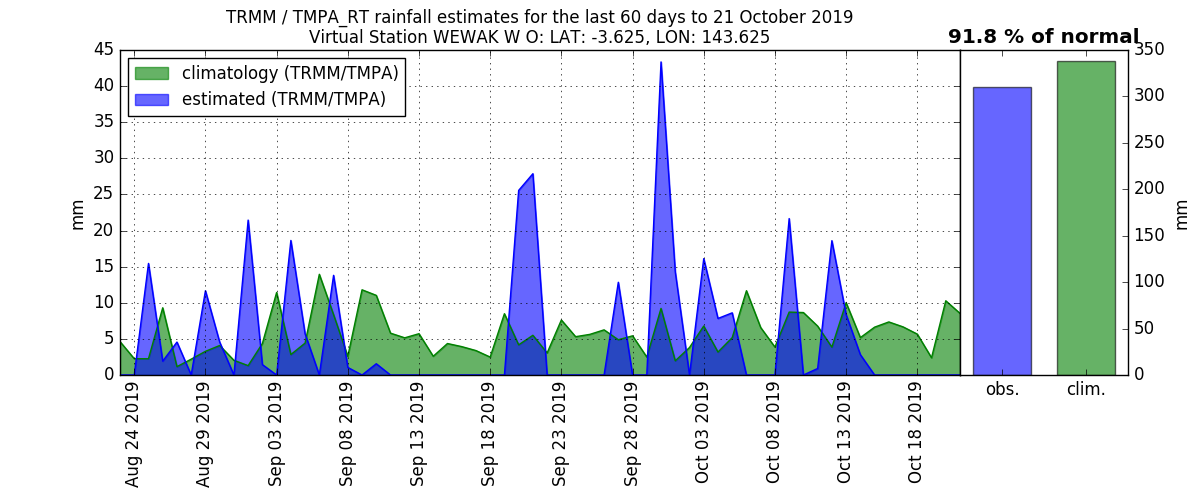 TRMM / TMPA_RT rainfall estimates for the last 60 days to 21 October 2019
Virtual Station WEWAK W O: LAT: -3.625, LON: 143.625
91.8 % of normal
climatology (TRMM/TMPA)
estimated (TRMM/TMPA)
45
40
35
30
25
20
15
10
5
0
mm
Aug 24 2019
Aug 29 2019
Sep 03 2019
Sep 08 2019
Sep 13 2019
Sep 18 2019
Sep 23 2019
Sep 28 2019
Oct 03 2019
Oct 08 2019
Oct 13 2019
Oct 18 2019
obs.
clim.
350
300
250
200
150
100
50
0
mm